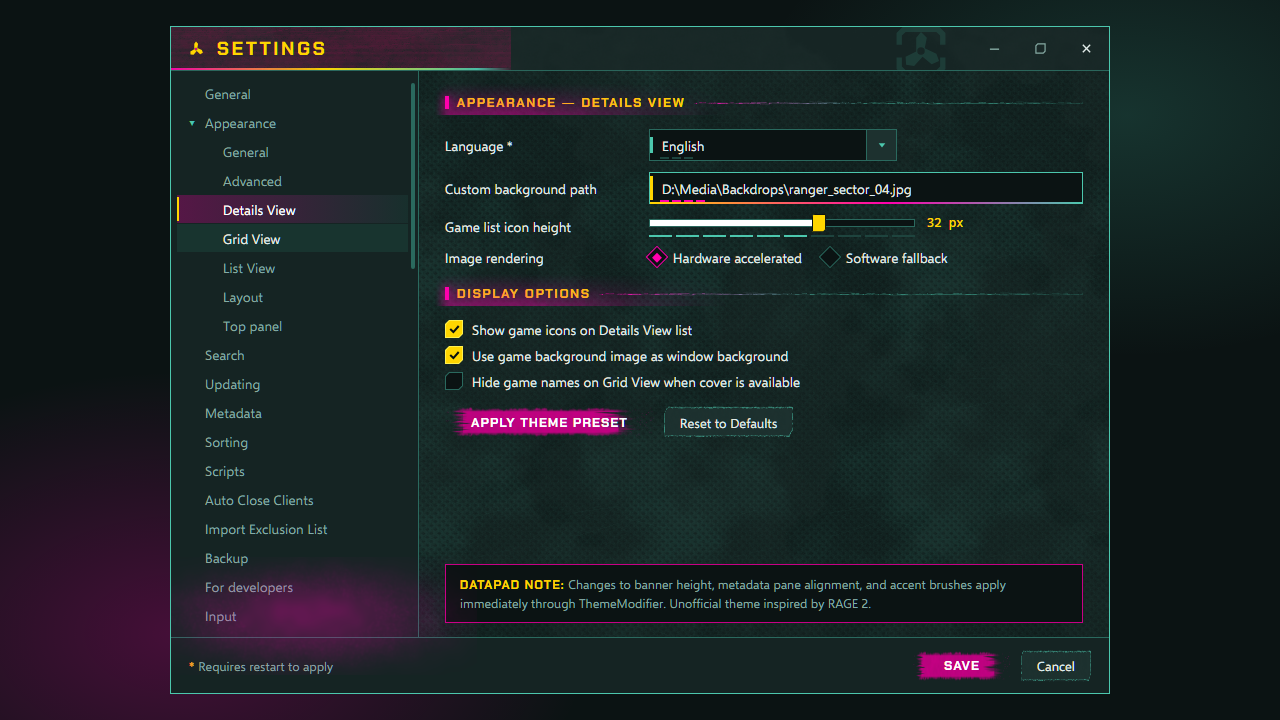 SETTINGS
General
Appearance
General
Advanced
Details View
Grid View
List View
Layout
Top panel
Search
Updating
Metadata
Sorting
Scripts
Auto Close Clients
Import Exclusion List
Backup
For developers
Input
APPEARANCE — DETAILS VIEW
Language *
English
Custom background path
D:\Media\Backdrops\ranger_sector_04.jpg
Game list icon height
32 px
Image rendering
Hardware accelerated
Software fallback
DISPLAY OPTIONS
Show game icons on Details View list
Use game background image as window background
Hide game names on Grid View when cover is available
APPLY THEME PRESET
Reset to Defaults
DATAPAD NOTE: Changes to banner height, metadata pane alignment, and accent brushes apply
immediately through ThemeModifier. Unofficial theme inspired by RAGE 2.
* Requires restart to apply
SAVE
Cancel